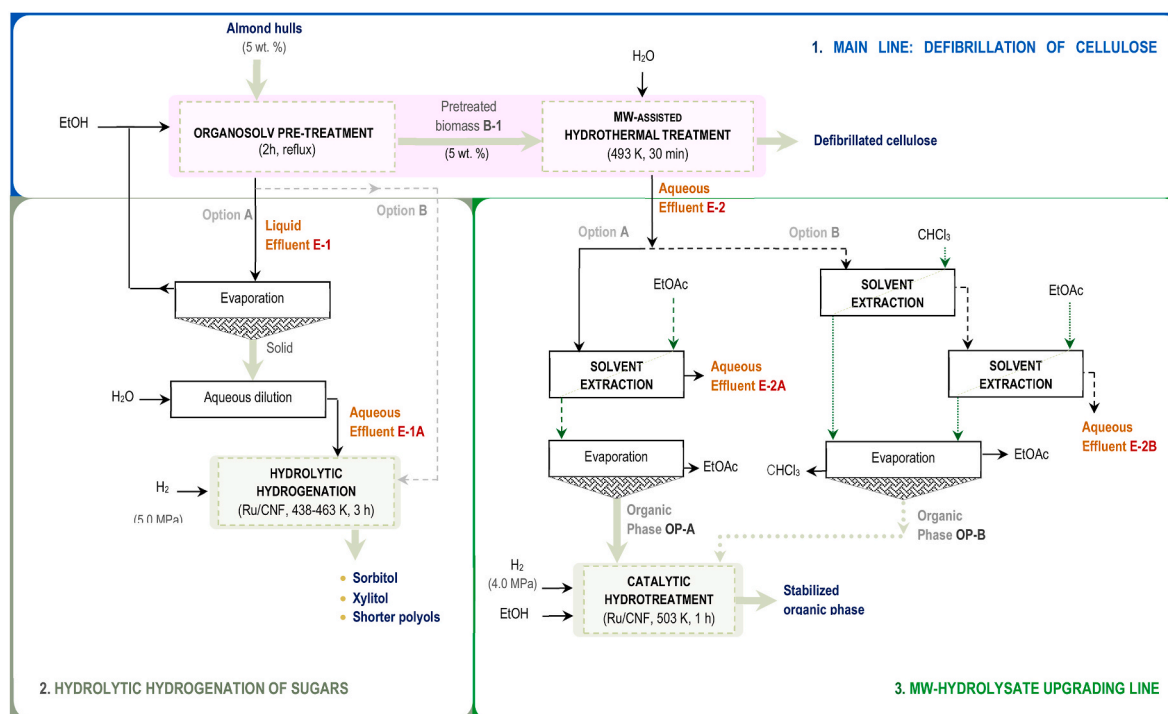 Almond hulls
(5 wt. %)
1. MAIN LINE: DEFIBRILLATION OF CELLULOSE
H₂O
EtOH
ORGANOSOLV PRE-TREATMENT
(2h, reflux)
Pretreated
biomass B-1
(5 wt. %)
MW-ASSISTED
HYDROTHERMAL TREATMENT
(493 K, 30 min)
Defibrillated cellulose
Option A
Option B
Liquid
Effluent E-1
Evaporation
Solid
H₂O
Aqueous dilution
Aqueous
Effluent E-1A
HYDROLYTIC
HYDROGENATION
(Ru/CNF, 438-463 K, 3 h)
H₂
(5.0 MPa)
Sorbitol
Xylitol
Shorter polyols
2. HYDROLYTIC HYDROGENATION OF SUGARS
Aqueous
Effluent E-2
Option A
Option B
CHCl₃
SOLVENT
EXTRACTION
EtOAc
EtOAc
SOLVENT
EXTRACTION
Aqueous
Effluent E-2A
SOLVENT
EXTRACTION
Aqueous
Effluent E-2B
Evaporation
EtOAc
CHCl₃
Evaporation
EtOAc
Organic
Phase OP-A
Organic
Phase OP-B
H₂
(4.0 MPa)
EtOH
CATALYTIC
HYDROTREATMENT
(Ru/CNF, 503 K, 1 h)
Stabilized
organic phase
3. MW-HYDROLYSATE UPGRADING LINE